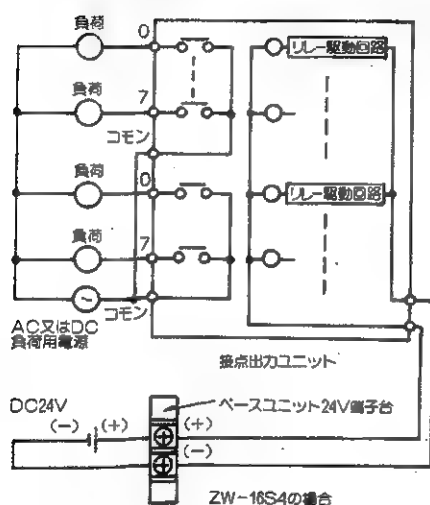 負荷
0
リレー駆動回路
負荷
7
コモン
負荷
0
リレー駆動回路
負荷
7
コモン
AC又はDC
負荷用電源
接点出力ユニット
DC24V
ベースユニット24V端子台
(−)
(+)
(+)
(−)
ZW-16S4の場合